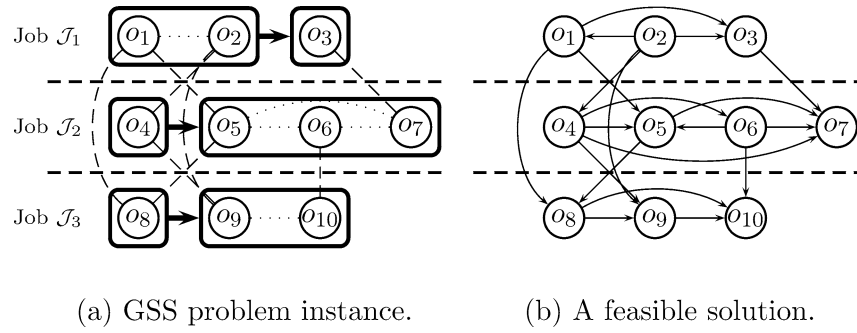 Job 𝒥₁ o₁ o₂ o₃ o₁ o₂ o₃
Job 𝒥₂ o₄ o₅ o₆ o₇ o₄ o₅ o₆ o₇
Job 𝒥₃ o₈ o₉ o₁₀ o₈ o₉ o₁₀
(a) GSS problem instance. (b) A feasible solution.